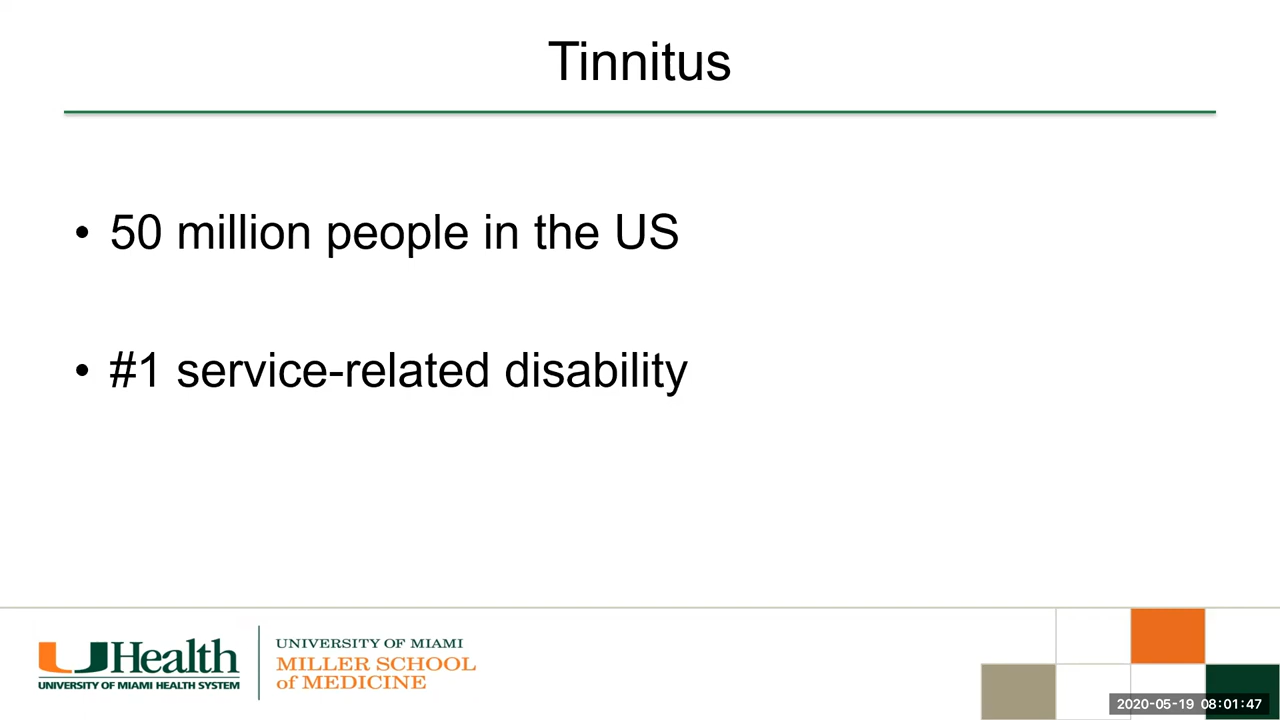 Tinnitus
• 50 million people in the US
• #1 service-related disability
UHealth
UNIVERSITY OF MIAMI HEALTH SYSTEM
UNIVERSITY OF MIAMI
MILLER SCHOOL
of MEDICINE
2020-05-19 08:01:47